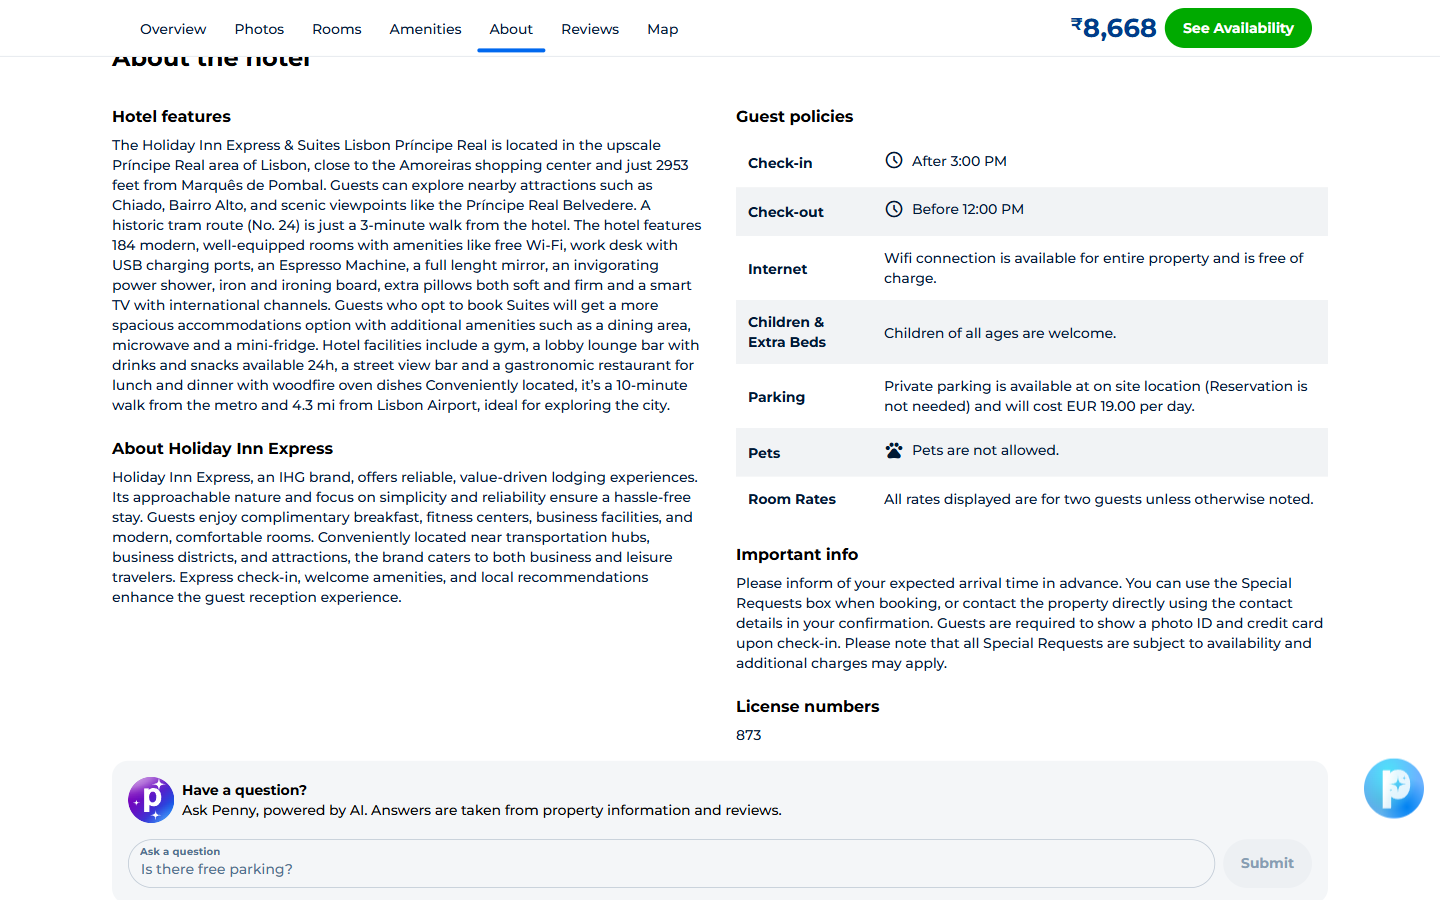 Overview Photos Rooms Amenities About Reviews Map
₹8,668 See Availability
About the hotel
Hotel features
The Holiday Inn Express & Suites Lisbon Príncipe Real is located in the upscale
Príncipe Real area of Lisbon, close to the Amoreiras shopping center and just 2953
feet from Marquês de Pombal. Guests can explore nearby attractions such as
Chiado, Bairro Alto, and scenic viewpoints like the Príncipe Real Belvedere. A
historic tram route (No. 24) is just a 3-minute walk from the hotel. The hotel features
184 modern, well-equipped rooms with amenities like free Wi-Fi, work desk with
USB charging ports, an Espresso Machine, a full lenght mirror, an invigorating
power shower, iron and ironing board, extra pillows both soft and firm and a smart
TV with international channels. Guests who opt to book Suites will get a more
spacious accommodations option with additional amenities such as a dining area,
microwave and a mini-fridge. Hotel facilities include a gym, a lobby lounge bar with
drinks and snacks available 24h, a street view bar and a gastronomic restaurant for
lunch and dinner with woodfire oven dishes Conveniently located, it’s a 10-minute
walk from the metro and 4.3 mi from Lisbon Airport, ideal for exploring the city.
About Holiday Inn Express
Holiday Inn Express, an IHG brand, offers reliable, value-driven lodging experiences.
Its approachable nature and focus on simplicity and reliability ensure a hassle-free
stay. Guests enjoy complimentary breakfast, fitness centers, business facilities, and
modern, comfortable rooms. Conveniently located near transportation hubs,
business districts, and attractions, the brand caters to both business and leisure
travelers. Express check-in, welcome amenities, and local recommendations
enhance the guest reception experience.
Guest policies
Check-in After 3:00 PM
Check-out Before 12:00 PM
Internet
Wifi connection is available for entire property and is free of
charge.
Children &
Extra Beds
Children of all ages are welcome.
Parking
Private parking is available at on site location (Reservation is
not needed) and will cost EUR 19.00 per day.
Pets Pets are not allowed.
Room Rates All rates displayed are for two guests unless otherwise noted.
Important info
Please inform of your expected arrival time in advance. You can use the Special
Requests box when booking, or contact the property directly using the contact
details in your confirmation. Guests are required to show a photo ID and credit card
upon check-in. Please note that all Special Requests are subject to availability and
additional charges may apply.
License numbers
873
p
Have a question?
Ask Penny, powered by AI. Answers are taken from property information and reviews.
Ask a question
Is there free parking?
Submit
p